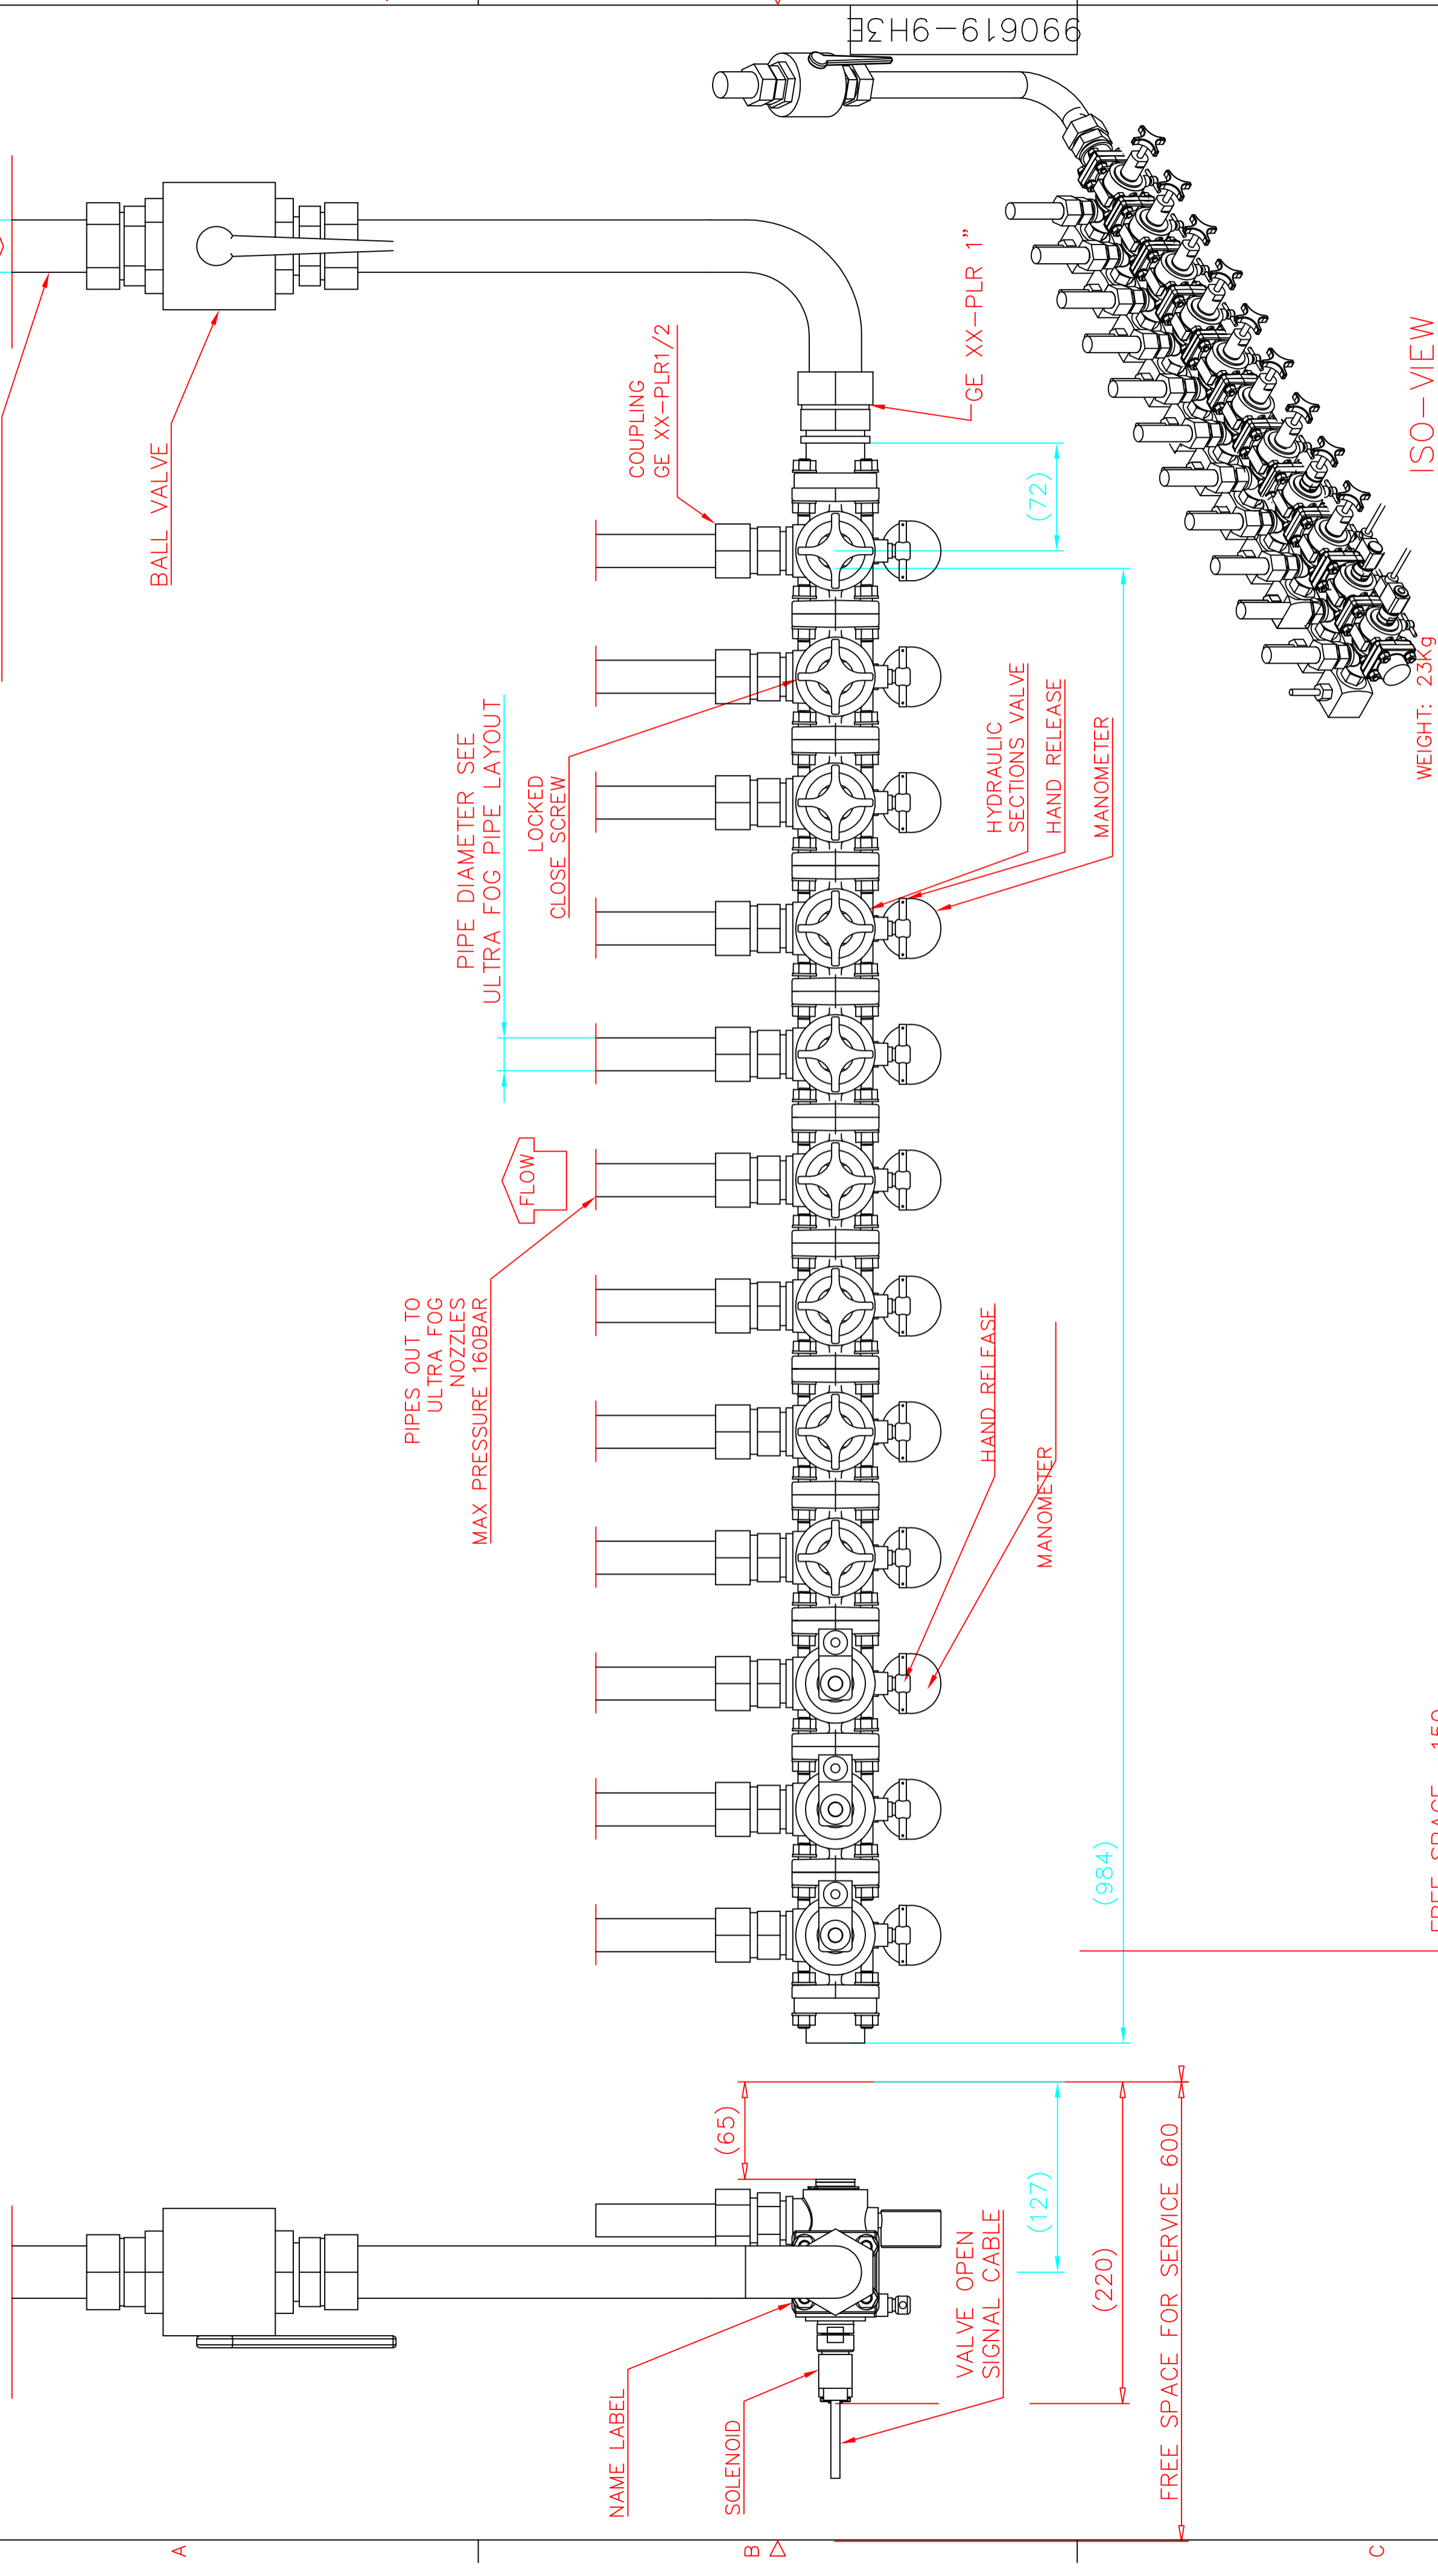 990619-9H3E
BALL VALVE
COUPLING
GE XX-PLR1/2
GE XX-PLR 1"
(72)
PIPE DIAMETER SEE
ULTRA FOG PIPE LAYOUT
LOCKED
CLOSE SCREW
HYDRAULIC
SECTIONS VALVE
HAND RELEASE
MANOMETER
ISO-VIEW
WEIGHT: 23Kg
FLOW
PIPES OUT TO
ULTRA FOG
NOZZLES
MAX PRESSURE 160BAR
HAND RELEASE
MANOMETER
(984)
FREE SPACE 150
(65)
(127)
(220)
FREE SPACE FOR SERVICE 600
VALVE OPEN
SIGNAL CABLE
NAME LABEL
SOLENOID
A
B
C